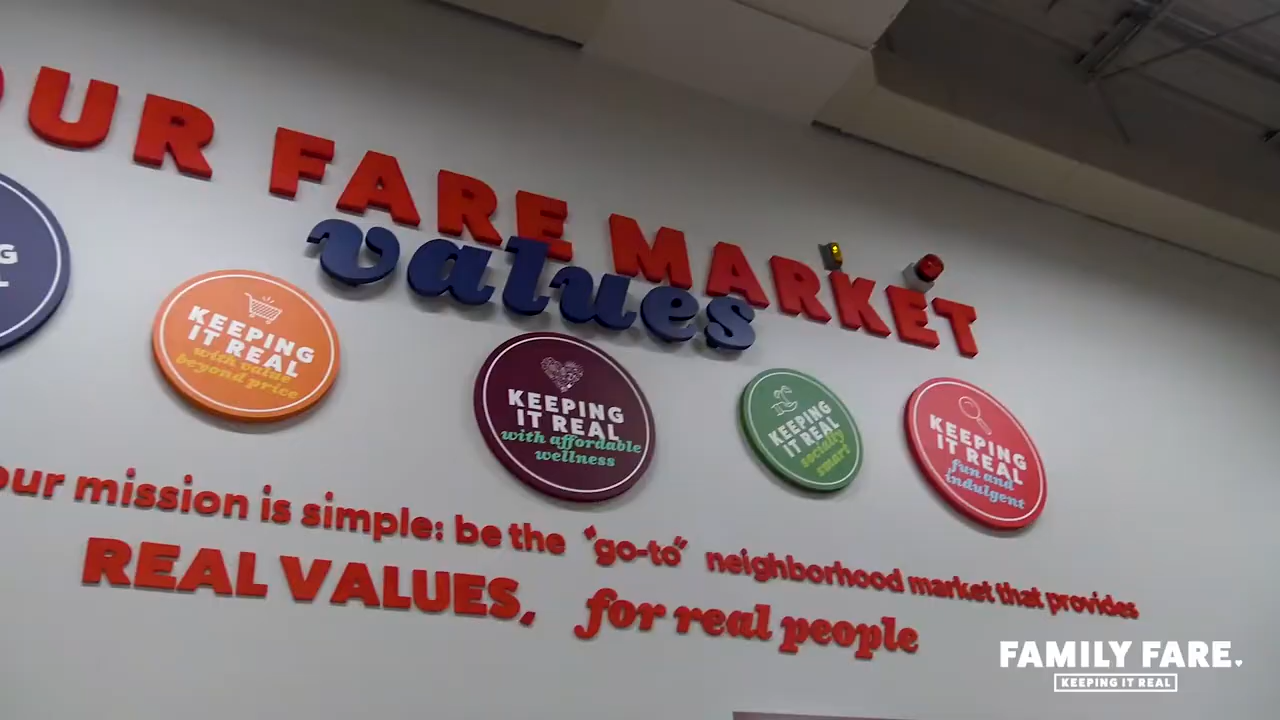 UR FARE MARKET
values
G
L
KEEPING
IT REAL
with value
beyond price
KEEPING
IT REAL
with affordable
wellness
KEEPING
IT REAL
socially
smart
KEEPING
IT REAL
fun and
indulgent
our mission is simple: be the "go-to" neighborhood market that provides
REAL VALUES, for real people
FAMILY FARE.
KEEPING IT REAL